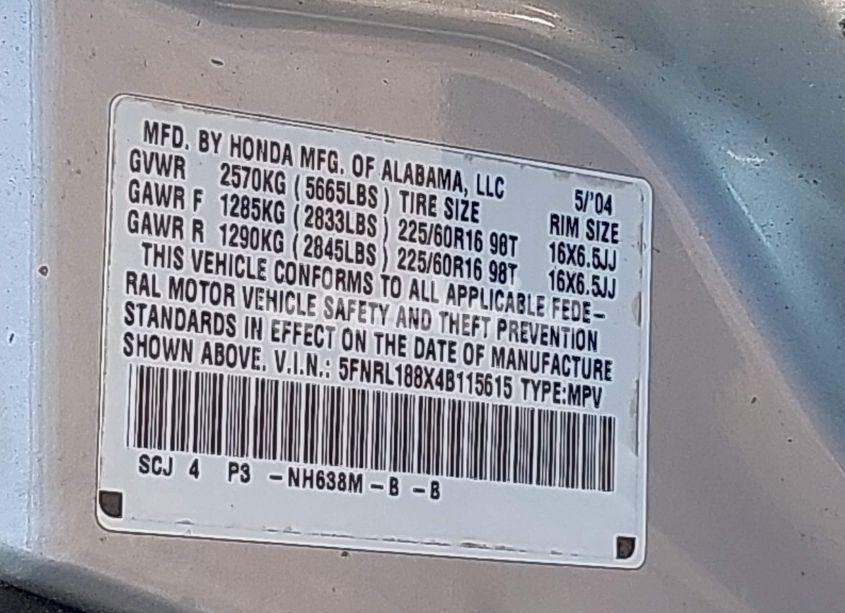 MFD. BY HONDA MFG. OF ALABAMA, LLC 5/'04
GVWR 2570KG ( 5665LBS ) TIRE SIZE RIM SIZE
GAWR F 1285KG ( 2833LBS ) 225/60R16 98T 16X6.5JJ
GAWR R 1290KG ( 2845LBS ) 225/60R16 98T 16X6.5JJ
THIS VEHICLE CONFORMS TO ALL APPLICABLE FEDE-
RAL MOTOR VEHICLE SAFETY AND THEFT PREVENTION
STANDARDS IN EFFECT ON THE DATE OF MANUFACTURE
SHOWN ABOVE. V.I.N.: 5FNRL188X4B115615 TYPE:MPV
SCJ 4 P3 -NH638M-B -B